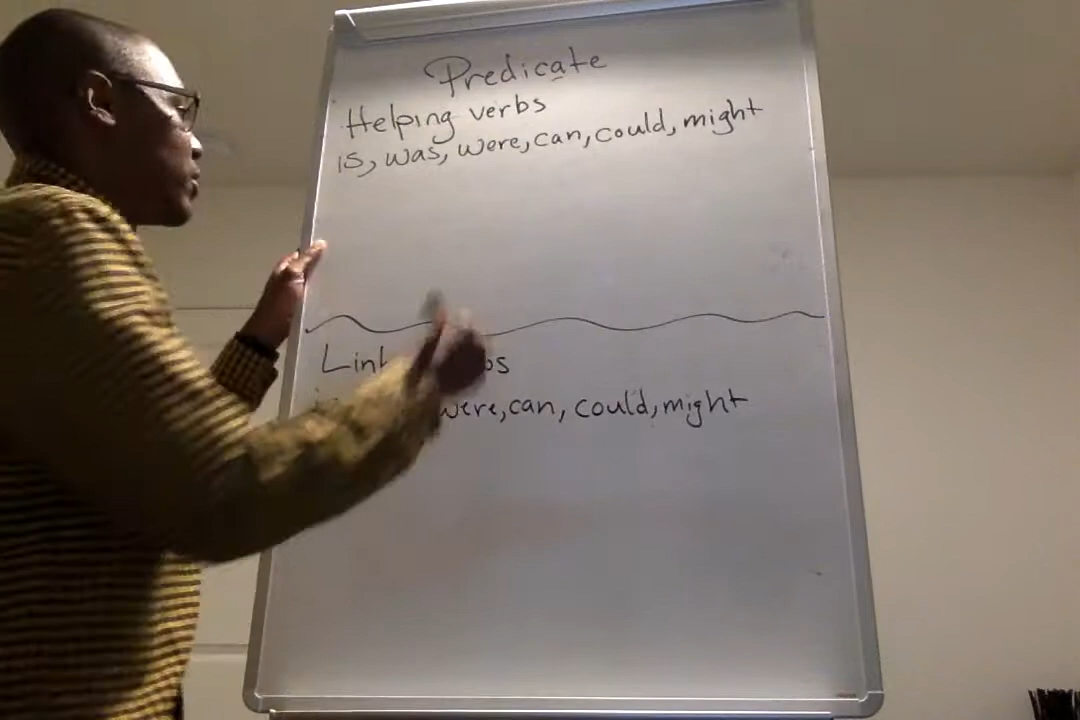 Predicate
Helping verbs
is, was, were, can, could, might
were, can, could, might